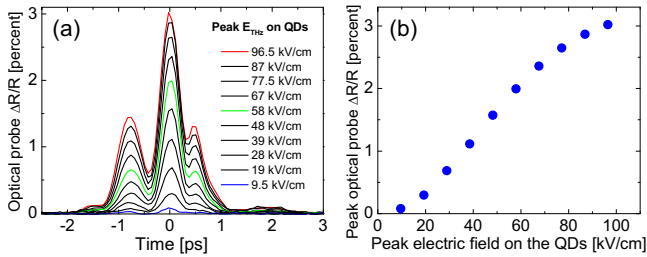 (a)
Peak E_THz on QDs
96.5 kV/cm
87 kV/cm
77.5 kV/cm
67 kV/cm
58 kV/cm
48 kV/cm
39 kV/cm
28 kV/cm
19 kV/cm
9.5 kV/cm
Optical probe ΔR/R [percent]
3
2
1
0
-2 -1 0 1 2 3
Time [ps]
(b)
Peak optical probe ΔR/R [percent]
3
2
1
0
0 20 40 60 80 100
Peak electric field on the QDs [kV/cm]